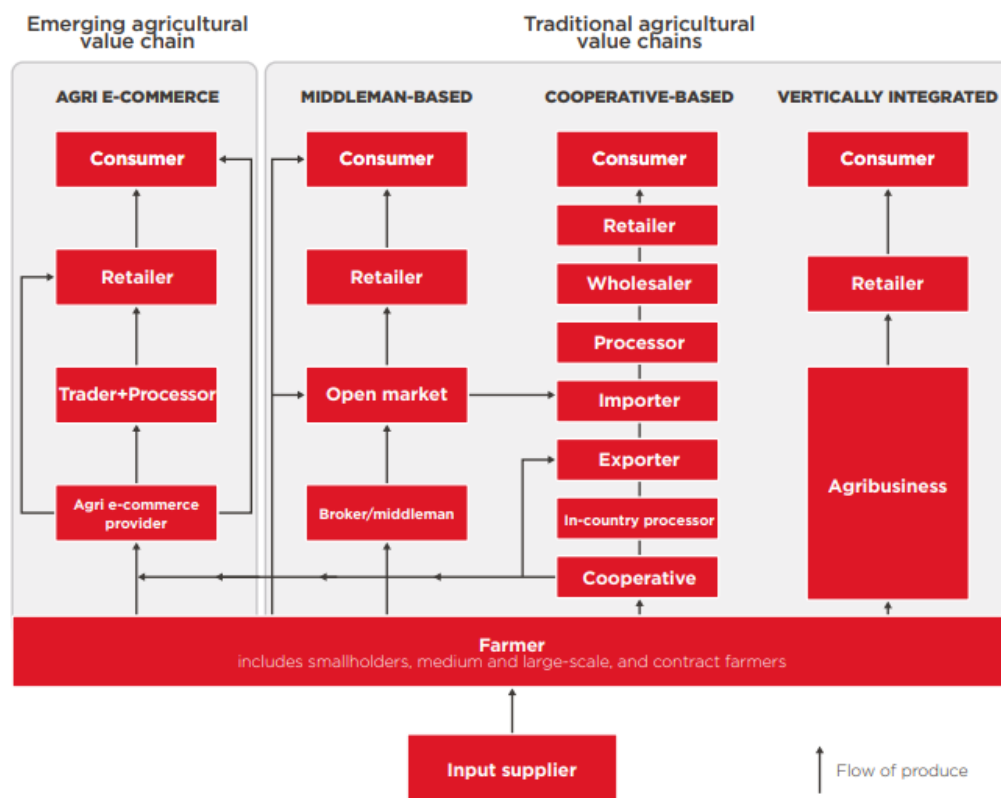 Emerging agricultural
value chain
Traditional agricultural
value chains
AGRI E-COMMERCE
MIDDLEMAN-BASED
COOPERATIVE-BASED
VERTICALLY INTEGRATED
Consumer
Retailer
Trader+Processor
Agri e-commerce
provider
Consumer
Retailer
Open market
Broker/middleman
Consumer
Retailer
Wholesaler
Processor
Importer
Exporter
In-country processor
Cooperative
Consumer
Retailer
Agribusiness
Farmer
includes smallholders, medium and large-scale, and contract farmers
Input supplier
Flow of produce